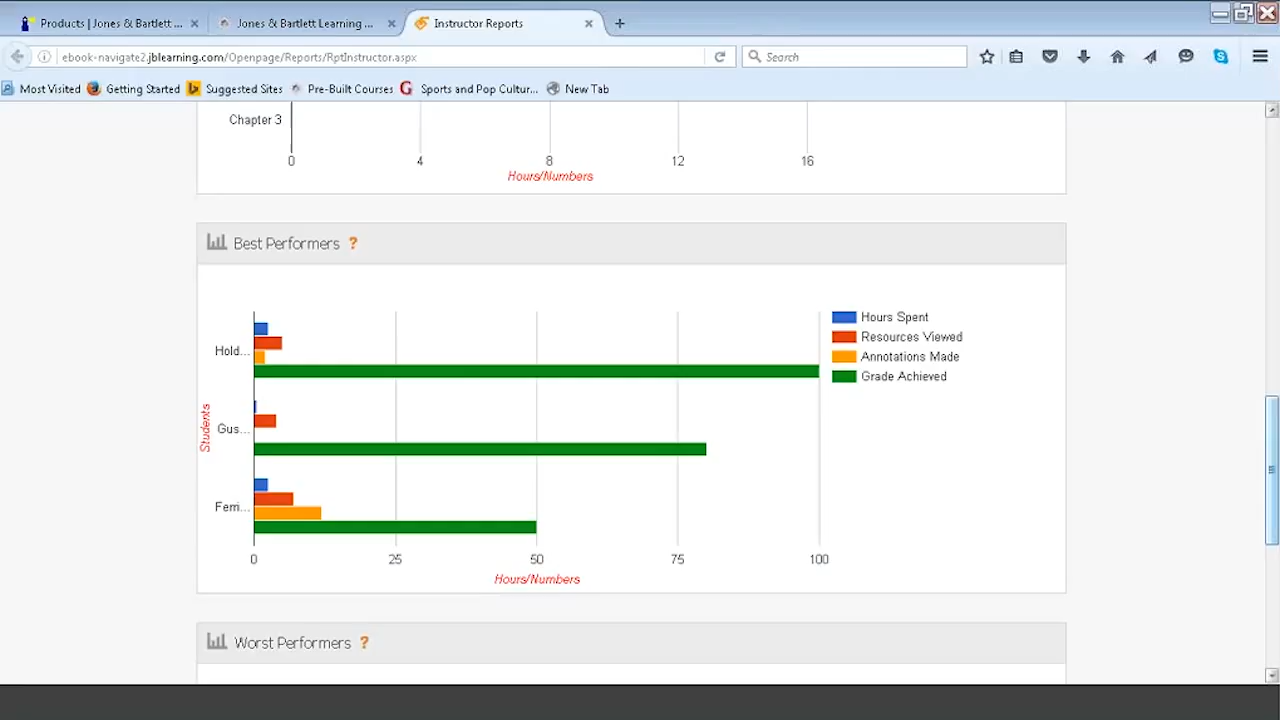 Products | Jones & Bartlett ...
Jones & Bartlett Learning ...
Instructor Reports
ebook-navigate2.jblearning.com/Openpage/Reports/RptInstructor.aspx
Search
Most Visited
Getting Started
Suggested Sites
Pre-Built Courses
Sports and Pop Cultur...
New Tab
Chapter 3
0 4 8 12 16
Hours/Numbers
Best Performers ?
Hours Spent
Resources Viewed
Annotations Made
Grade Achieved
Hold...
Gus...
Ferri...
Students
0 25 50 75 100
Hours/Numbers
Worst Performers ?